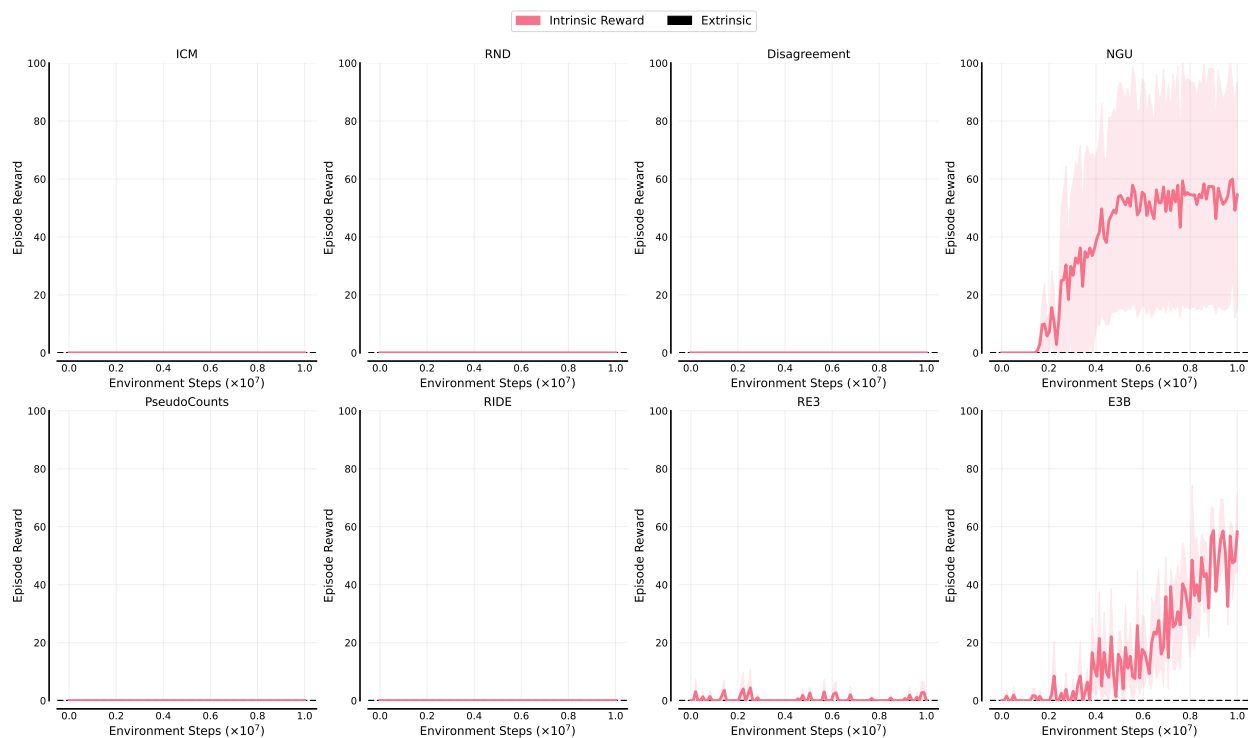 Intrinsic Reward Extrinsic
ICM RND Disagreement NGU
100 100 100 100
80 80 80 80
60 60 60 60
40 40 40 40
20 20 20 20
0 0 0 0
Episode Reward Episode Reward Episode Reward Episode Reward
0.0 0.2 0.4 0.6 0.8 1.0 0.0 0.2 0.4 0.6 0.8 1.0 0.0 0.2 0.4 0.6 0.8 1.0 0.0 0.2 0.4 0.6 0.8 1.0
Environment Steps (×10⁷) Environment Steps (×10⁷) Environment Steps (×10⁷) Environment Steps (×10⁷)
PseudoCounts RIDE RE3 E3B
100 100 100 100
80 80 80 80
60 60 60 60
40 40 40 40
20 20 20 20
0 0 0 0
Episode Reward Episode Reward Episode Reward Episode Reward
0.0 0.2 0.4 0.6 0.8 1.0 0.0 0.2 0.4 0.6 0.8 1.0 0.0 0.2 0.4 0.6 0.8 1.0 0.0 0.2 0.4 0.6 0.8 1.0
Environment Steps (×10⁷) Environment Steps (×10⁷) Environment Steps (×10⁷) Environment Steps (×10⁷)